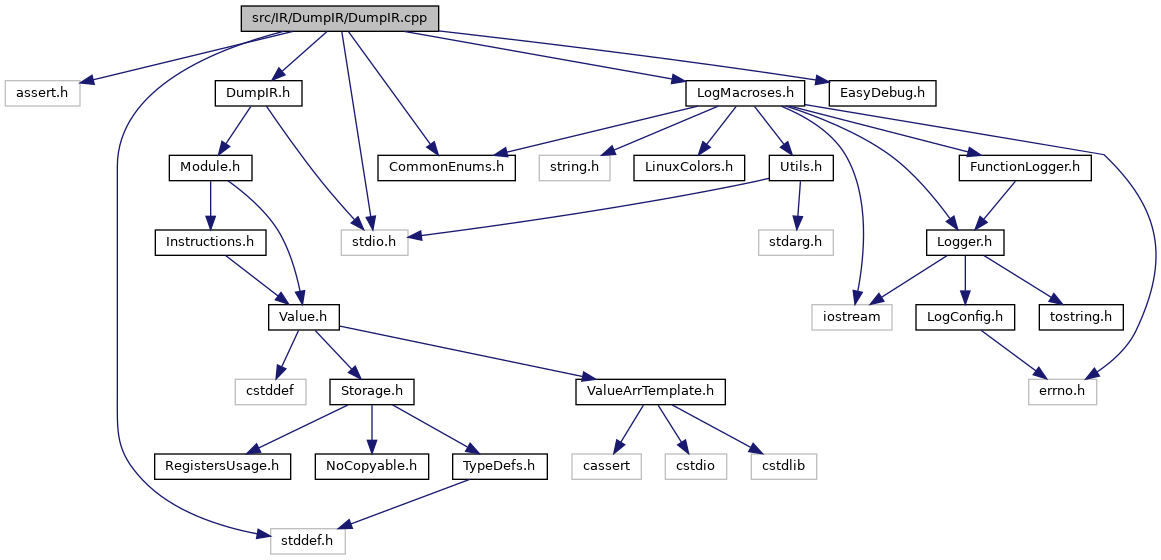 src/IR/DumpIR/DumpIR.cpp
assert.h
DumpIR.h
LogMacroses.h
EasyDebug.h
Module.h
CommonEnums.h
string.h
LinuxColors.h
Utils.h
FunctionLogger.h
Instructions.h
stdio.h
stdarg.h
Logger.h
Value.h
iostream
LogConfig.h
tostring.h
cstddef
Storage.h
ValueArrTemplate.h
errno.h
RegistersUsage.h
NoCopyable.h
TypeDefs.h
cassert
cstdio
cstdlib
stddef.h